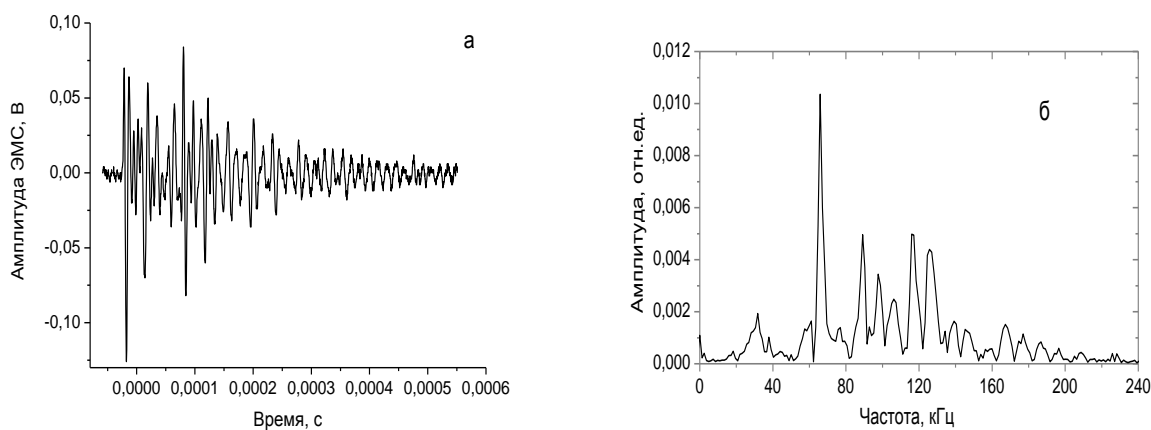 а
0,10
0,05
0,00
-0,05
-0,10
Амплитуда ЭМС, В
0,0000 0,0001 0,0002 0,0003 0,0004 0,0005 0,0006
Время, с
б
0,012
0,010
0,008
0,006
0,004
0,002
0,000
Амплитуда, отн.ед.
0 40 80 120 160 200 240
Частота, кГц